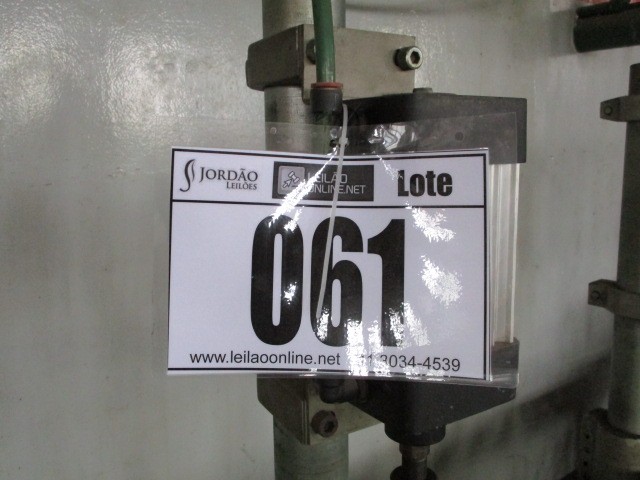 JORDÃO
LEILÕES
LEILÃO
ONLINE.NET
Lote
061
www.leilaoonline.net 3034-4539